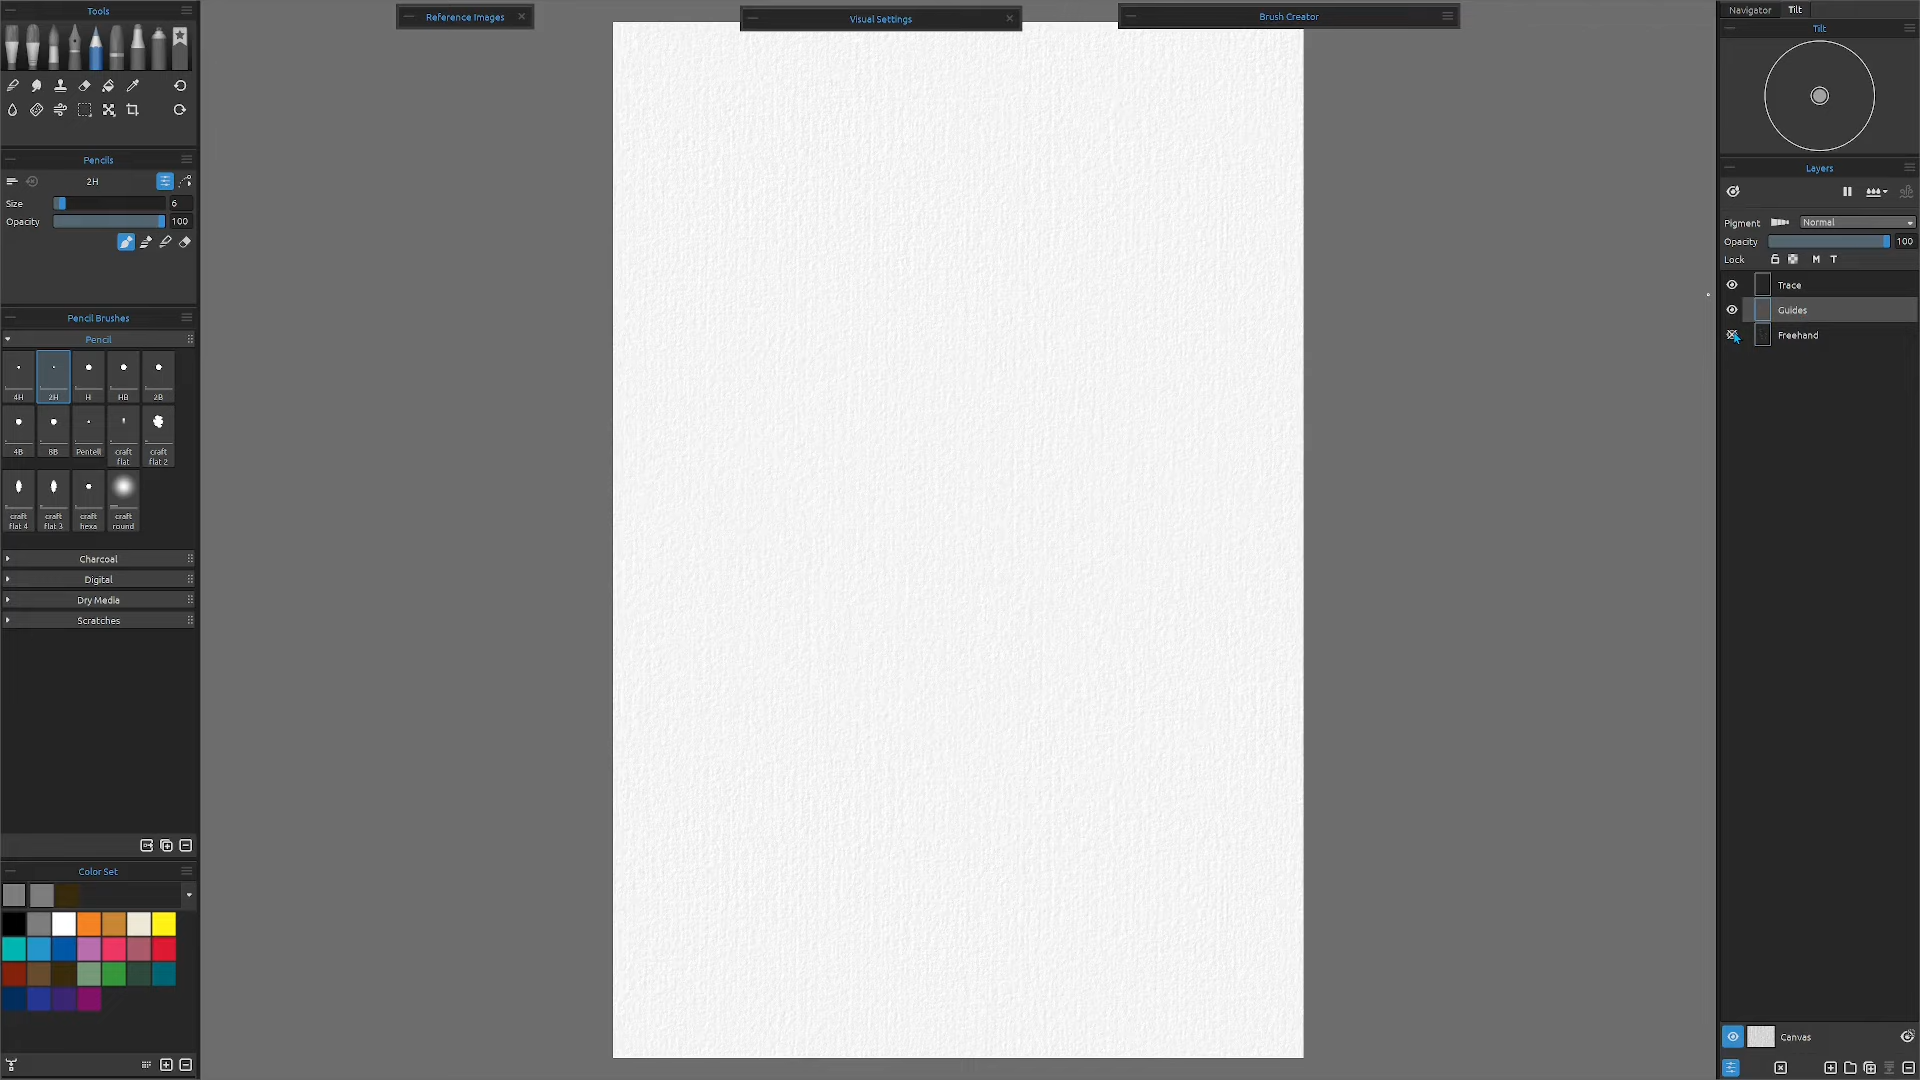 Tools
Reference Images
Visual Settings
Brush Creator
Navigator
Tilt
Tilt
Pencils
2H
Size
6
Opacity
100
Layers
Pigment
Normal
Opacity
100
Lock
M
T
Trace
Guides
Freehand
Pencil Brushes
Pencil
4H
2H
H
HB
2B
4B
8B
Pentel
craft flat
craft flat 2
craft flat 4
craft flat 3
craft hexa
craft round
Charcoal
Digital
Dry Media
Scratches
Color Set
Canvas